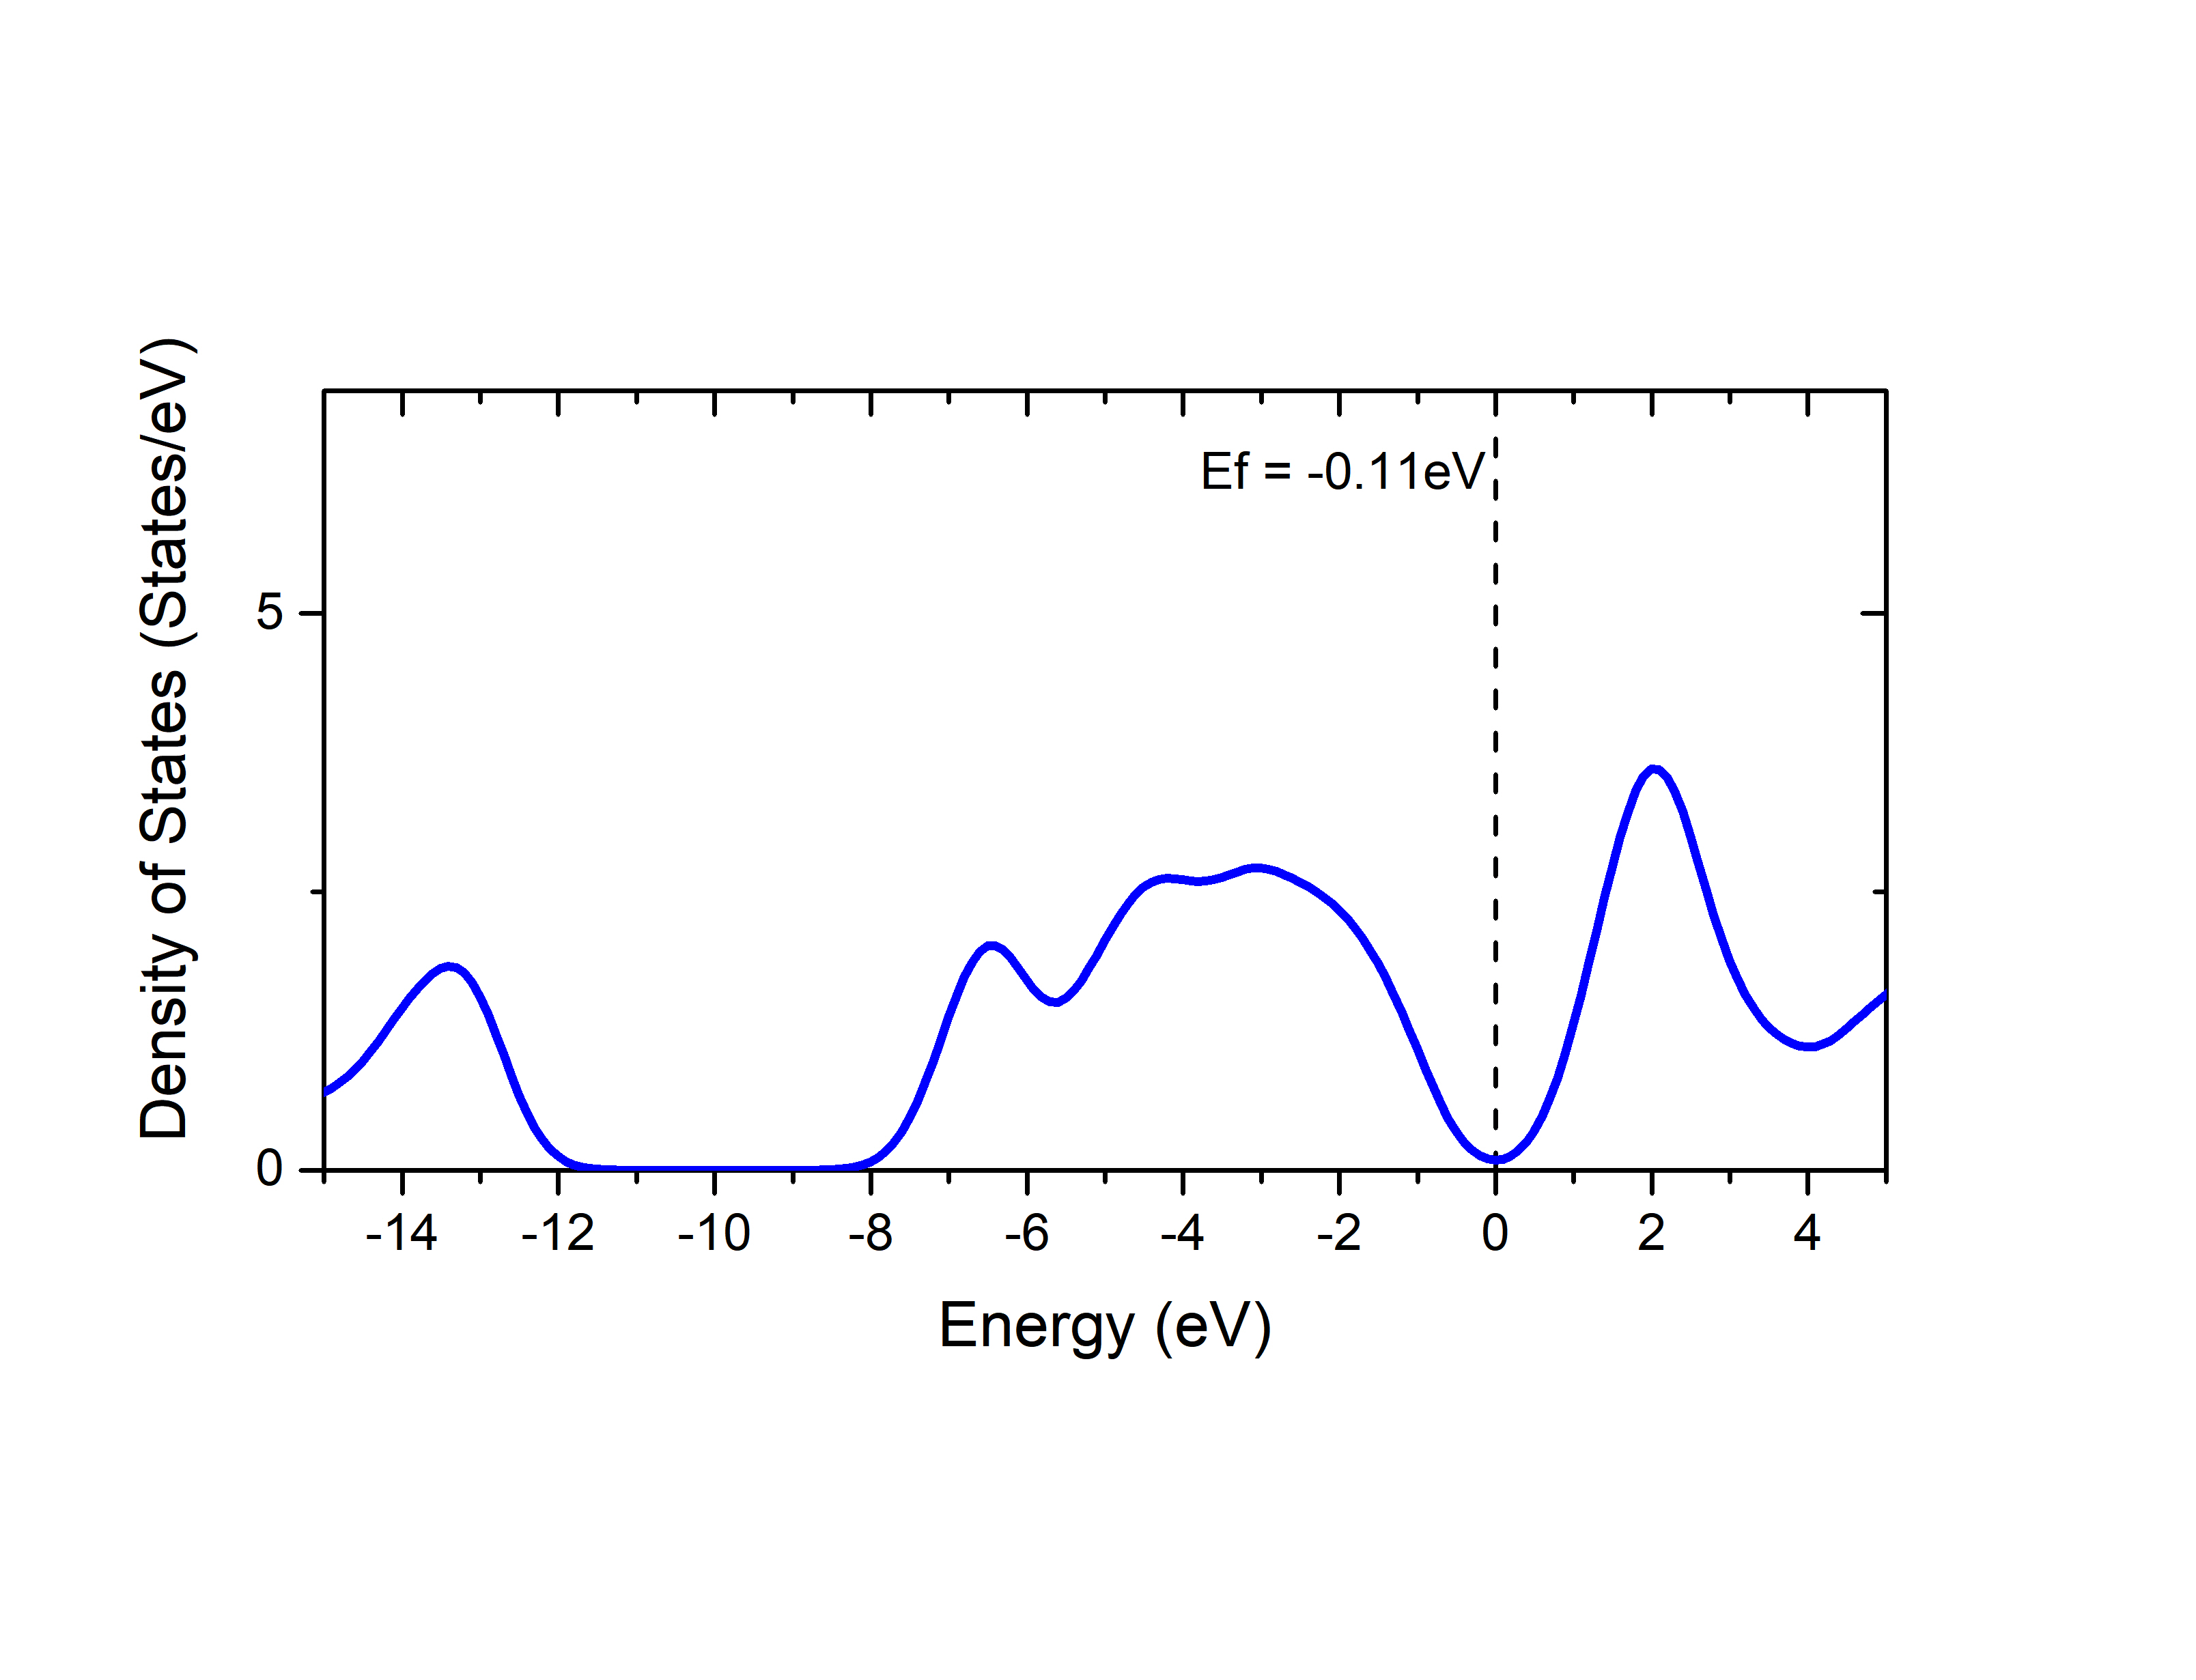 Density of States (States/eV)
Ef = -0.11eV
5
0
-14 -12 -10 -8 -6 -4 -2 0 2 4
Energy (eV)